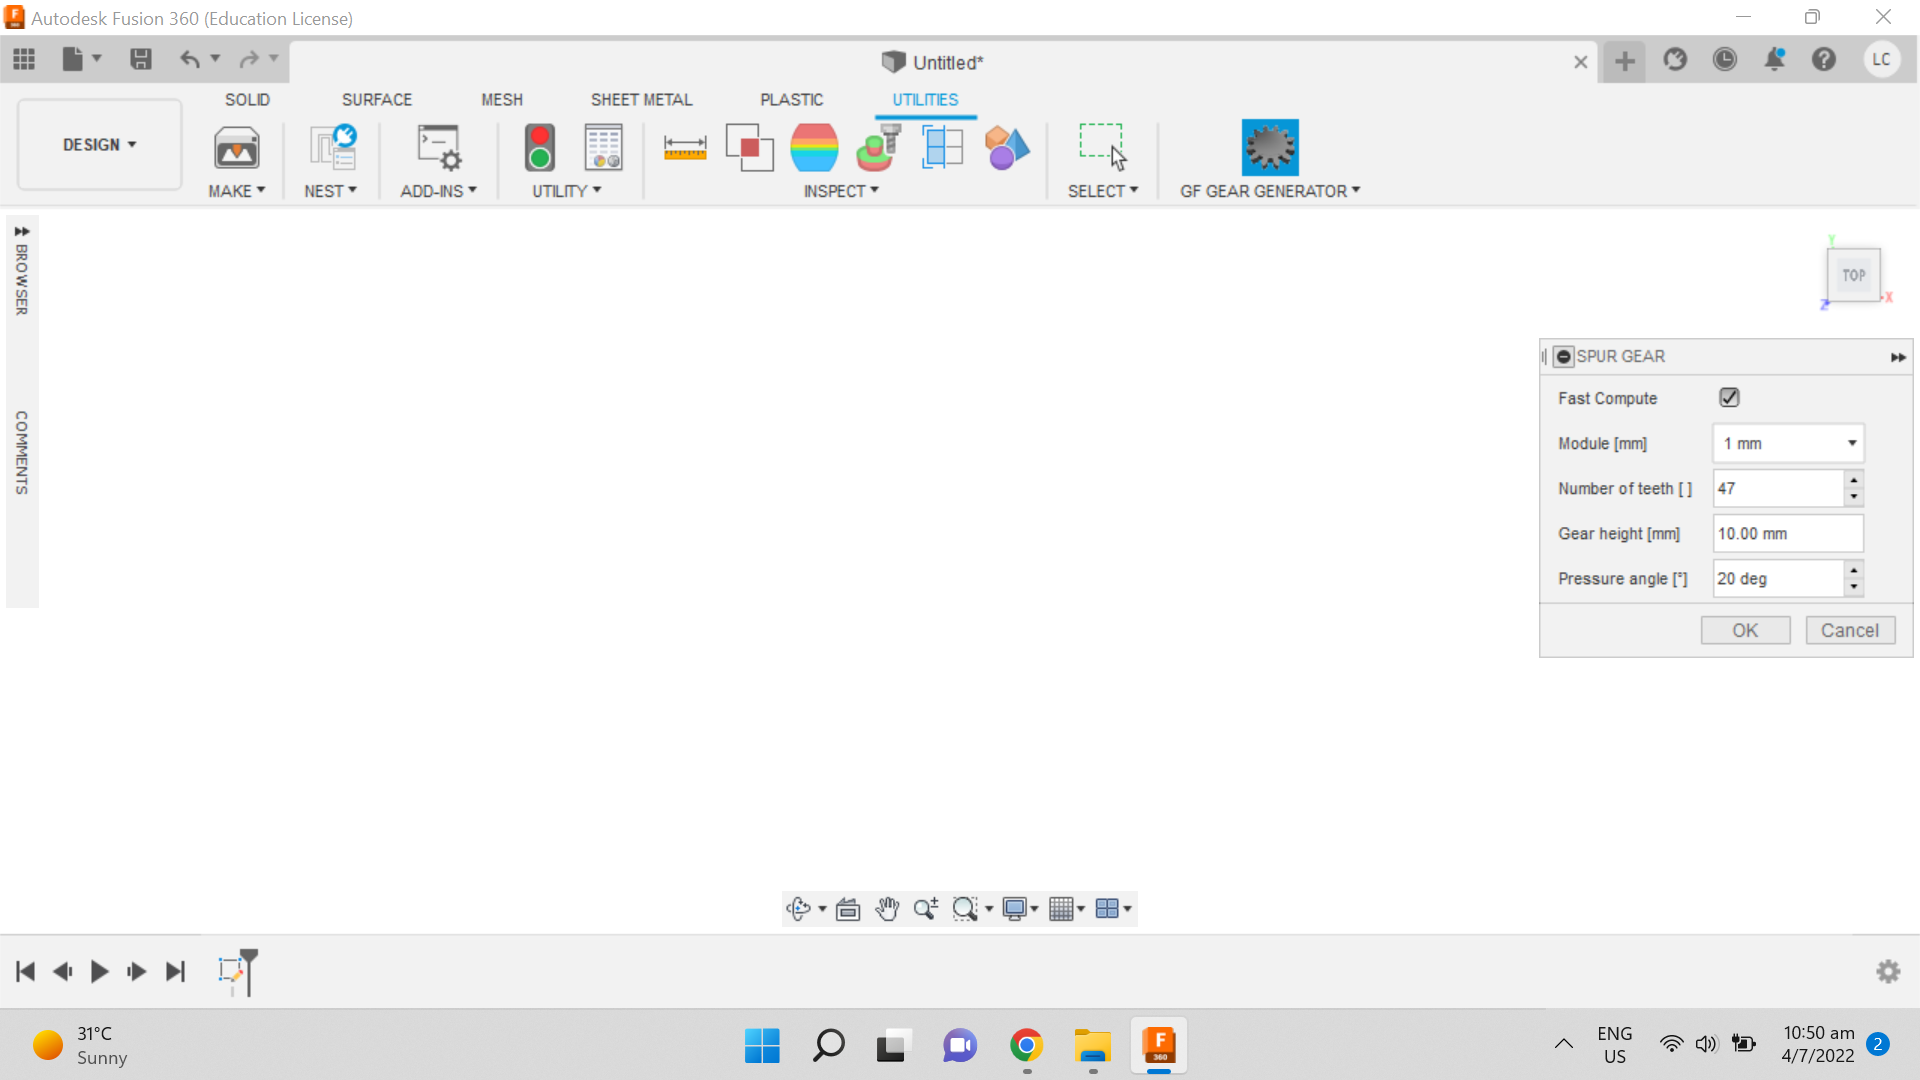 Autodesk Fusion 360 (Education License)
Untitled*
LC
SOLID SURFACE MESH SHEET METAL PLASTIC UTILITIES
DESIGN
MAKE NEST ADD-INS UTILITY INSPECT SELECT GF GEAR GENERATOR
BROWSER
COMMENTS
Y
TOP
X
Z
SPUR GEAR
Fast Compute
Module [mm] 1 mm
Number of teeth [ ] 47
Gear height [mm] 10.00 mm
Pressure angle [°] 20 deg
OK Cancel
31°C
Sunny
F
360
ENG
US
10:50 am
4/7/2022
2